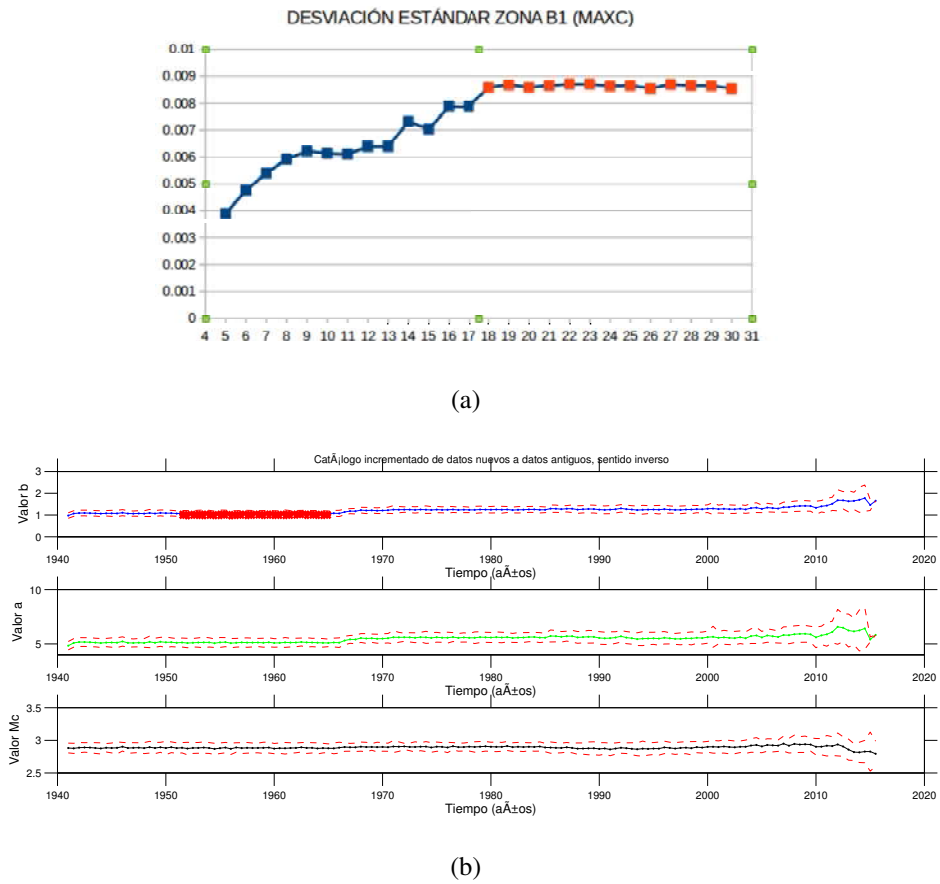 DESVIACIÓN ESTÁNDAR ZONA B1 (MAXC)
0.01
0.009
0.008
0.007
0.006
0.005
0.004
0.003
0.002
0.001
0
4 5 6 7 8 9 10 11 12 13 14 15 16 17 18 19 20 21 22 23 24 25 26 27 28 29 30 31
(a)
CatÃ¡logo incrementado de datos nuevos a datos antiguos, sentido inverso
Valor b
3
2
1
0
1940 1950 1960 1970 1980 1990 2000 2010 2020
Tiempo (aÃ±os)
Valor a
10
5
1940 1950 1960 1970 1980 1990 2000 2010 2020
Tiempo (aÃ±os)
Valor Mc
3.5
3
2.5
1940 1950 1960 1970 1980 1990 2000 2010 2020
Tiempo (aÃ±os)
(b)